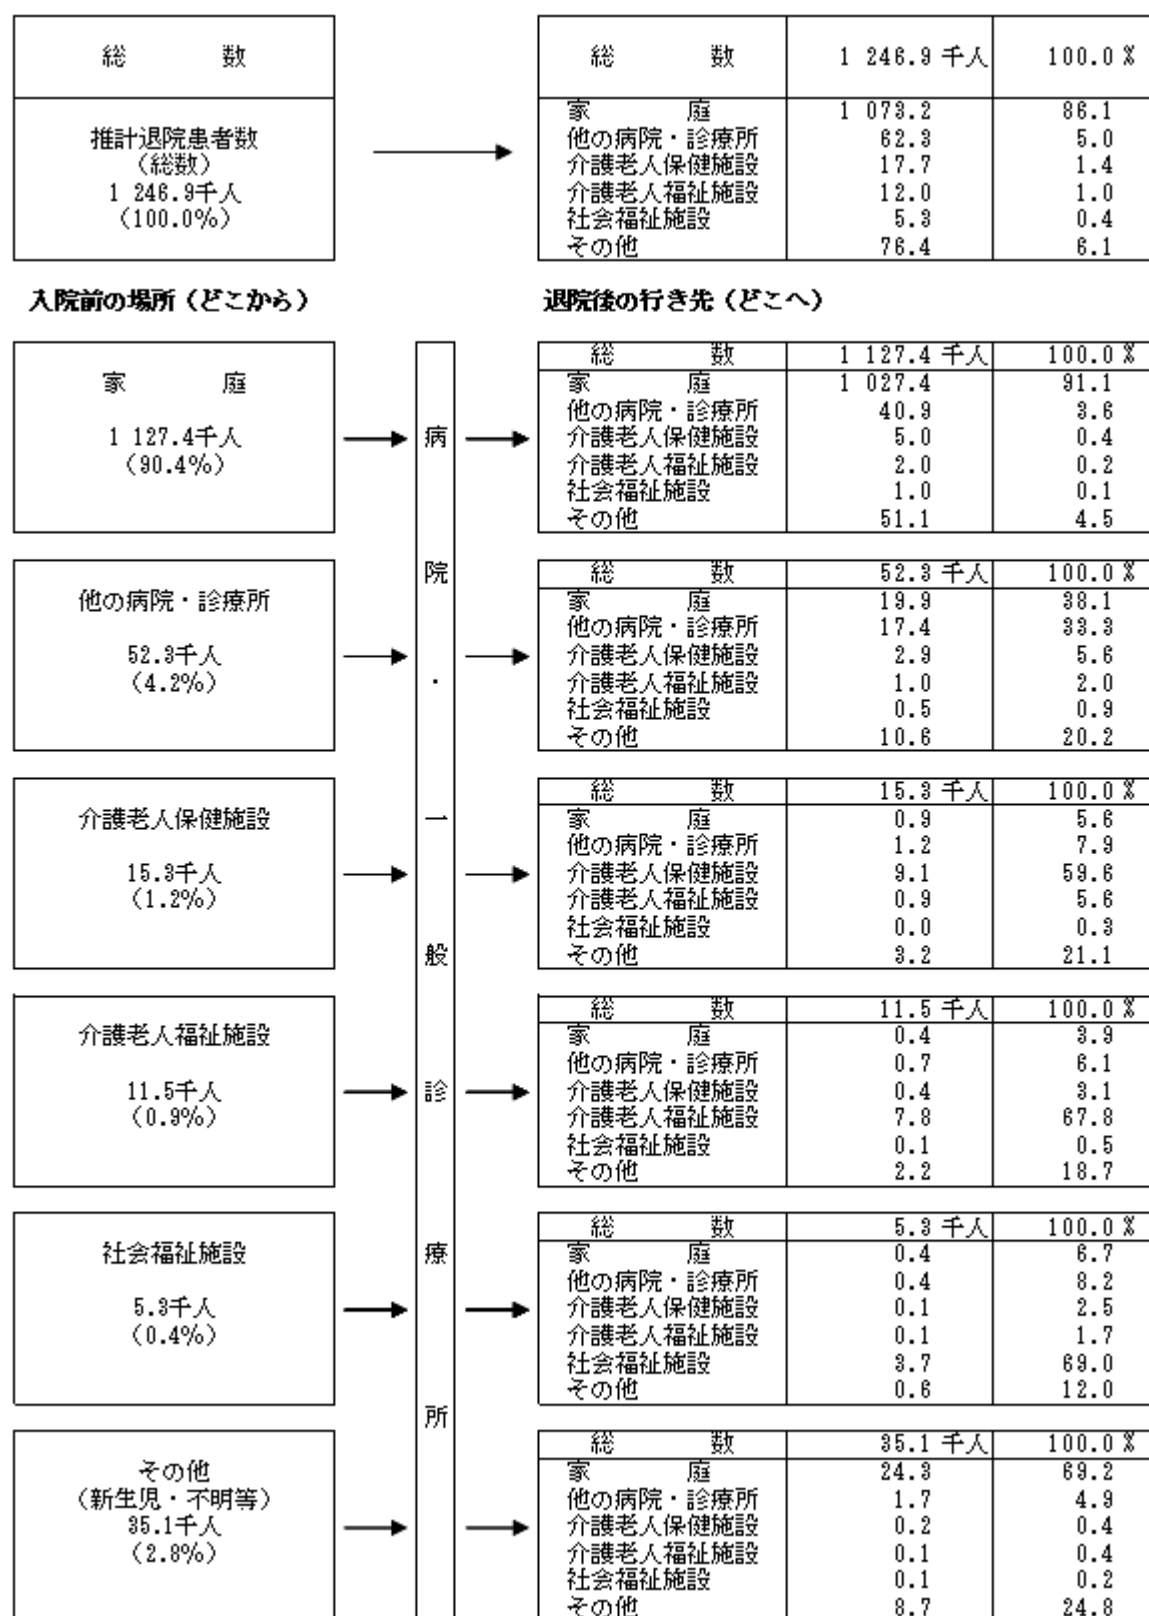 総 数
推計退院患者数
（総数）
1 246.9千人
（100.0%）
総 数 1 246.9 千人 100.0 %
家 庭 1 073.2 86.1
他の病院・診療所 62.3 5.0
介護老人保健施設 17.7 1.4
介護老人福祉施設 12.0 1.0
社会福祉施設 5.3 0.4
その他 76.4 6.1
入院前の場所（どこから）
退院後の行き先（どこへ）
病院・一般診療所
家 庭
1 127.4千人
（90.4%）
総 数 1 127.4 千人 100.0 %
家 庭 1 027.4 91.1
他の病院・診療所 40.9 3.6
介護老人保健施設 5.0 0.4
介護老人福祉施設 2.0 0.2
社会福祉施設 1.0 0.1
その他 51.1 4.5
他の病院・診療所
52.3千人
（4.2%）
総 数 52.3 千人 100.0 %
家 庭 19.9 38.1
他の病院・診療所 17.4 33.3
介護老人保健施設 2.9 5.6
介護老人福祉施設 1.0 2.0
社会福祉施設 0.5 0.9
その他 10.6 20.2
介護老人保健施設
15.3千人
（1.2%）
総 数 15.3 千人 100.0 %
家 庭 0.9 5.6
他の病院・診療所 1.2 7.9
介護老人保健施設 9.1 59.6
介護老人福祉施設 0.9 5.6
社会福祉施設 0.0 0.3
その他 3.2 21.1
介護老人福祉施設
11.5千人
（0.9%）
総 数 11.5 千人 100.0 %
家 庭 0.4 3.9
他の病院・診療所 0.7 6.1
介護老人保健施設 0.4 3.1
介護老人福祉施設 7.8 67.8
社会福祉施設 0.1 0.5
その他 2.2 18.7
社会福祉施設
5.3千人
（0.4%）
総 数 5.3 千人 100.0 %
家 庭 0.4 6.7
他の病院・診療所 0.4 8.2
介護老人保健施設 0.1 2.5
介護老人福祉施設 0.1 1.7
社会福祉施設 3.7 69.0
その他 0.6 12.0
その他
（新生児・不明等）
35.1千人
（2.8%）
総 数 35.1 千人 100.0 %
家 庭 24.3 69.2
他の病院・診療所 1.7 4.9
介護老人保健施設 0.2 0.4
介護老人福祉施設 0.1 0.4
社会福祉施設 0.1 0.2
その他 8.7 24.8